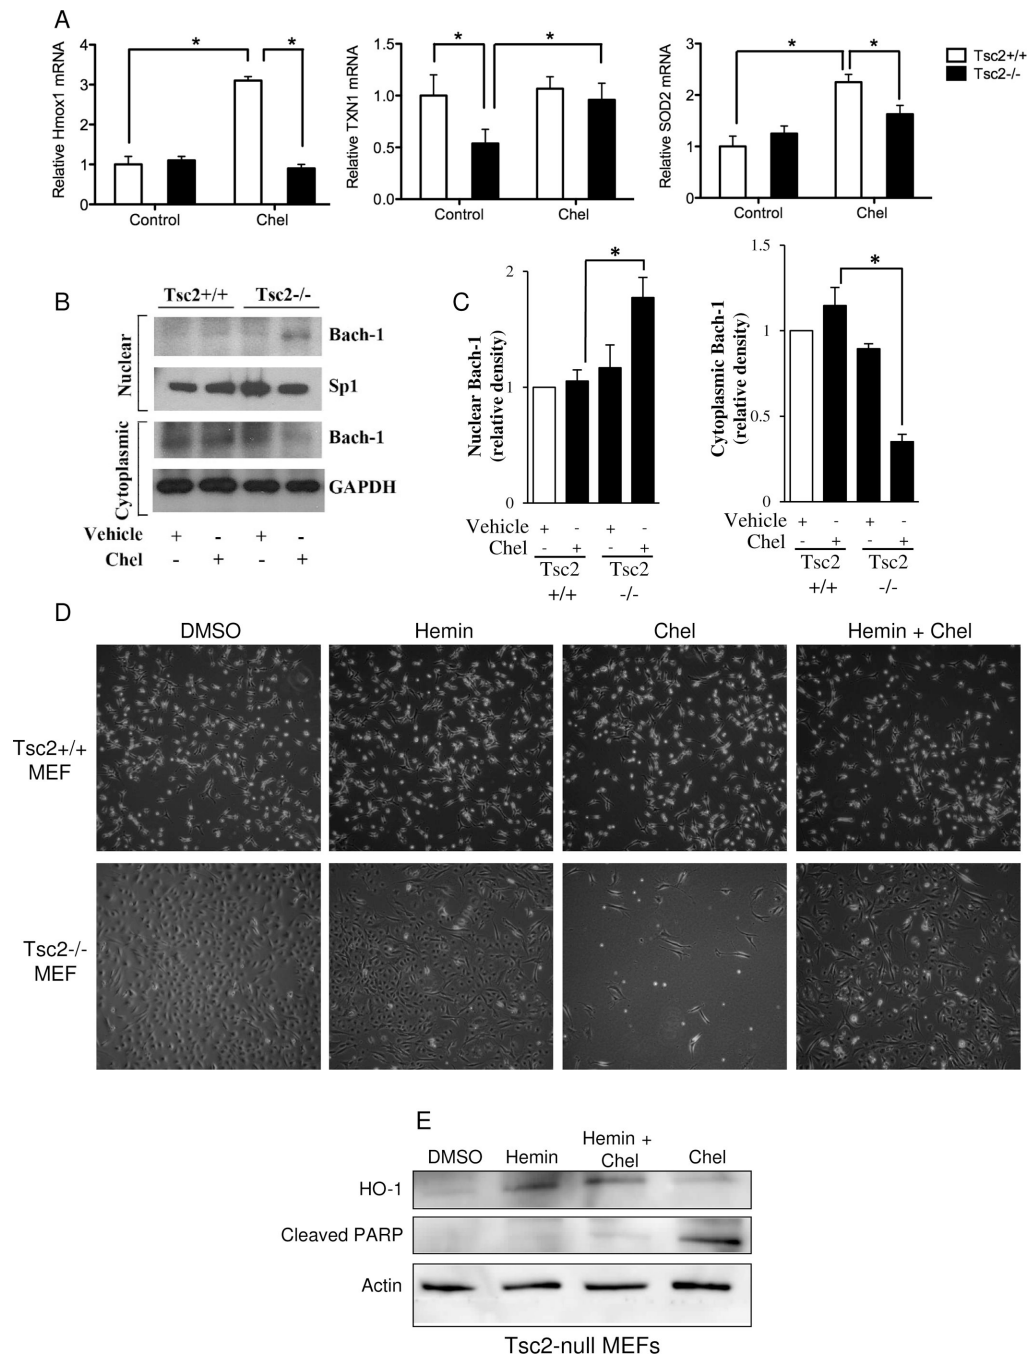 A
Relative Hmox1 mRNA
4
3
2
1
0
*
*
Control
Chel
Relative TXN1 mRNA
1.5
1.0
0.5
0.0
*
*
Control
Chel
Relative SOD2 mRNA
3
2
1
0
*
*
Control
Chel
Tsc2+/+
Tsc2-/-
B
Tsc2+/+ Tsc2-/-
Nuclear
Bach-1
Sp1
Cytoplasmic
Bach-1
GAPDH
Vehicle + - + -
Chel - + - +
C
Nuclear Bach-1
(relative density)
2
1
0
*
Vehicle + - + -
Chel - + - +
Tsc2 Tsc2
+/+ -/-
Cytoplasmic Bach-1
(relative density)
1.5
1
0.5
0
*
Vehicle + - + -
Chel - + - +
Tsc2 Tsc2
+/+ -/-
D
DMSO Hemin Chel Hemin + Chel
Tsc2+/+
MEF
Tsc2-/-
MEF
E
DMSO Hemin Hemin +
Chel Chel
HO-1
Cleaved PARP
Actin
Tsc2-null MEFs